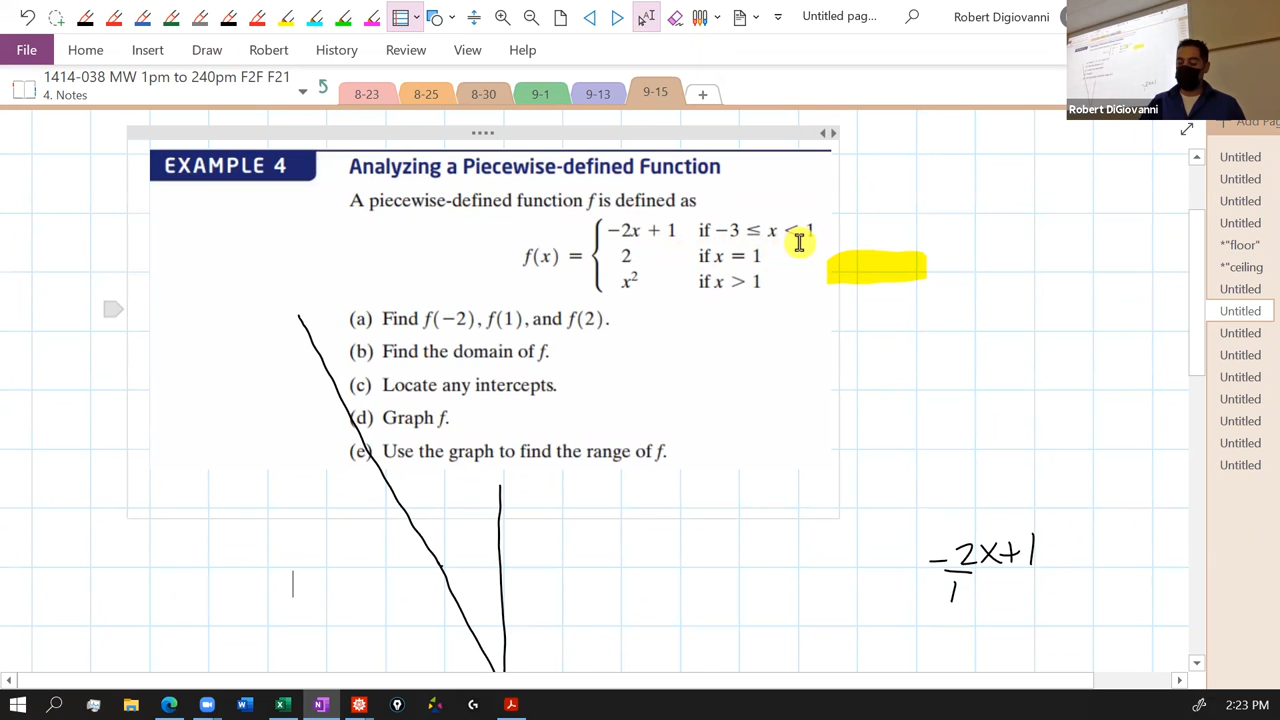 Untitled pag...
Robert Digiovanni
File
Home
Insert
Draw
Robert
History
Review
View
Help
Robert DiGiovanni
1414-038 MW 1pm to 240pm F2F F21
4. Notes
8-23
8-25
8-30
9-1
9-13
9-15
Add Pag
EXAMPLE 4
Analyzing a Piecewise-defined Function
A piecewise-defined function f is defined as
−2x + 1 if −3 ≤ x < 1
f(x) = { 2 if x = 1
x² if x > 1
(a) Find f(−2), f(1), and f(2).
(b) Find the domain of f.
(c) Locate any intercepts.
(d) Graph f.
(e) Use the graph to find the range of f.
-2x+1
1
Untitled
Untitled
Untitled
Untitled
*"floor"
*"ceiling
Untitled
Untitled
Untitled
Untitled
Untitled
Untitled
Untitled
Untitled
Untitled
2:23 PM